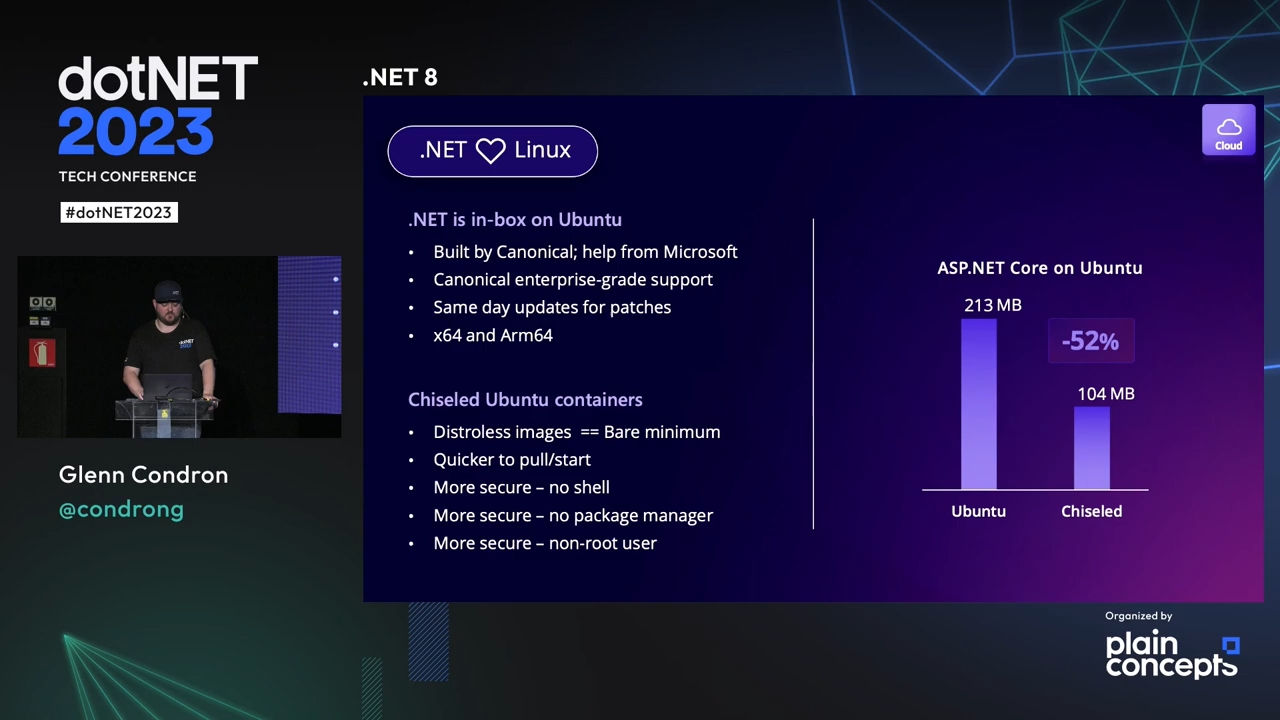 dotNET
2023
TECH CONFERENCE
#dotNET2023
Glenn Condron
@condrong
.NET 8
Cloud
.NET Linux
.NET is in-box on Ubuntu
• Built by Canonical; help from Microsoft
• Canonical enterprise-grade support
• Same day updates for patches
• x64 and Arm64
Chiseled Ubuntu containers
• Distroless images == Bare minimum
• Quicker to pull/start
• More secure – no shell
• More secure – no package manager
• More secure – non-root user
ASP.NET Core on Ubuntu
213 MB
-52%
104 MB
Ubuntu
Chiseled
Organized by
plain
concepts